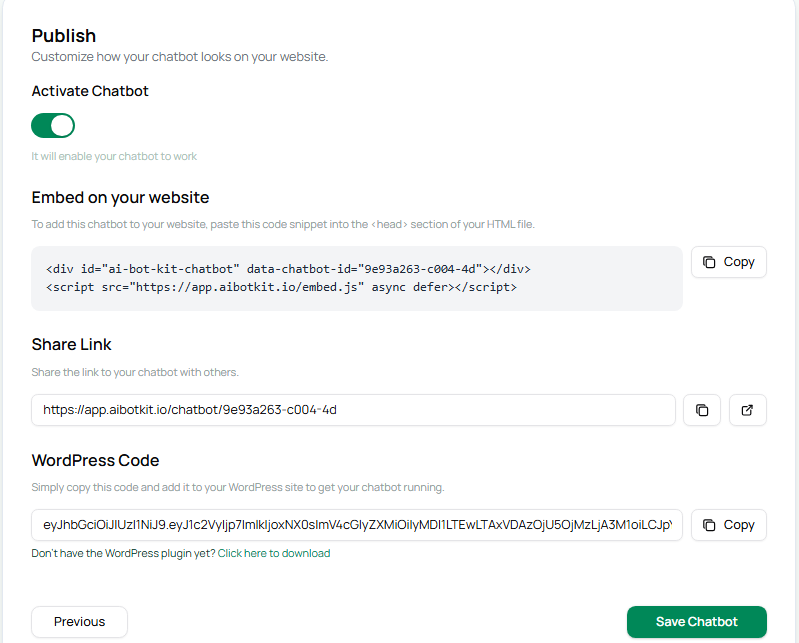 Publish
Customize how your chatbot looks on your website.
Activate Chatbot
It will enable your chatbot to work
Embed on your website
To add this chatbot to your website, paste this code snippet into the <head> section of your HTML file.
<div id="ai-bot-kit-chatbot" data-chatbot-id="9e93a263-c004-4d"></div>
<script src="https://app.aibotkit.io/embed.js" async defer></script>
Copy
Share Link
Share the link to your chatbot with others.
https://app.aibotkit.io/chatbot/9e93a263-c004-4d
WordPress Code
Simply copy this code and add it to your WordPress site to get your chatbot running.
Copy
Don't have the WordPress plugin yet? Click here to download
Previous
Save Chatbot